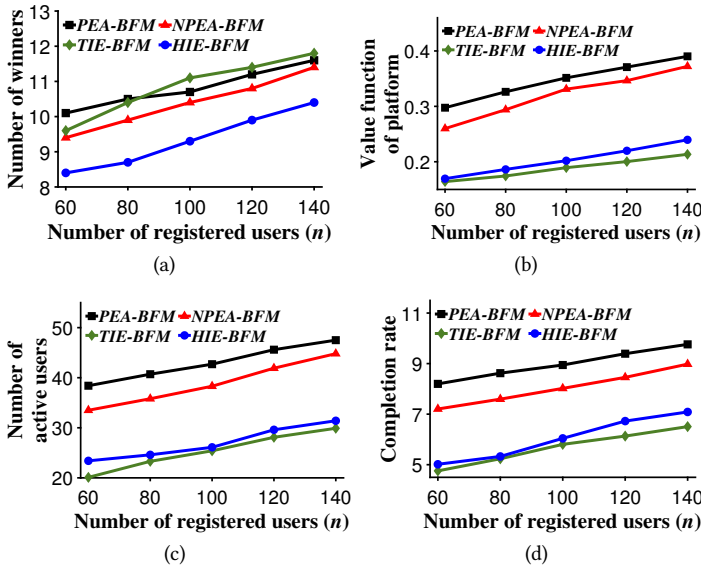 PEA-BFM NPEA-BFM
TIE-BFM HIE-BFM
Number of winners
13
12
11
10
9
8
60 80 100 120 140
Number of registered users (n)
(a)
PEA-BFM NPEA-BFM
TIE-BFM HIE-BFM
Value function
of platform
0.4
0.3
0.2
60 80 100 120 140
Number of registered users (n)
(b)
PEA-BFM NPEA-BFM
TIE-BFM HIE-BFM
Number of
active users
50
40
30
20
60 80 100 120 140
Number of registered users (n)
(c)
PEA-BFM NPEA-BFM
TIE-BFM HIE-BFM
Completion rate
11
9
7
5
60 80 100 120 140
Number of registered users (n)
(d)